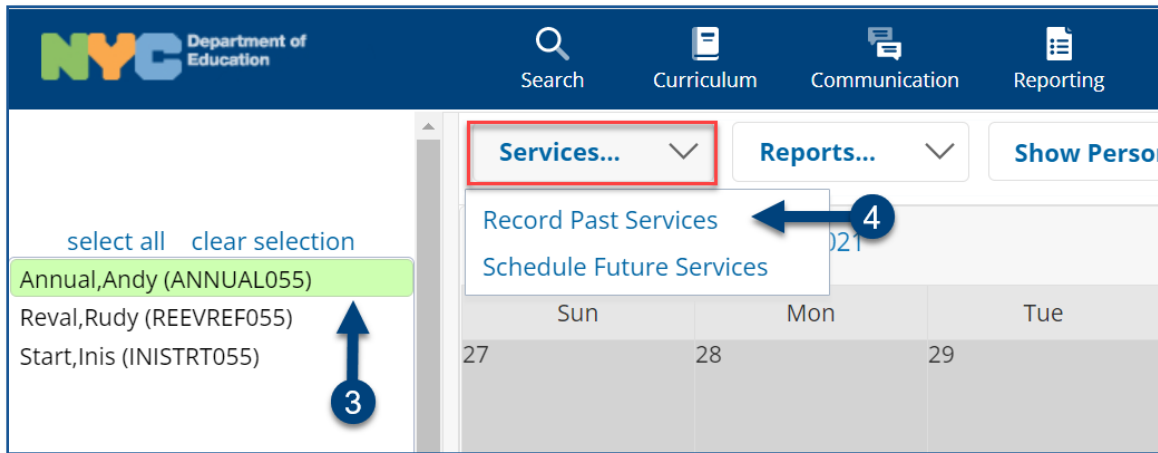 NYC Department of
Education
Search Curriculum Communication Reporting
Services... Reports... Show
Record Past Services 4
select all clear selection
Schedule Future Services
Annual,Andy (ANNUAL055)
Reval,Rudy (REEVREF055)
Start,Inis (INISTRT055)
3
Sun Mon Tue
27 28 29